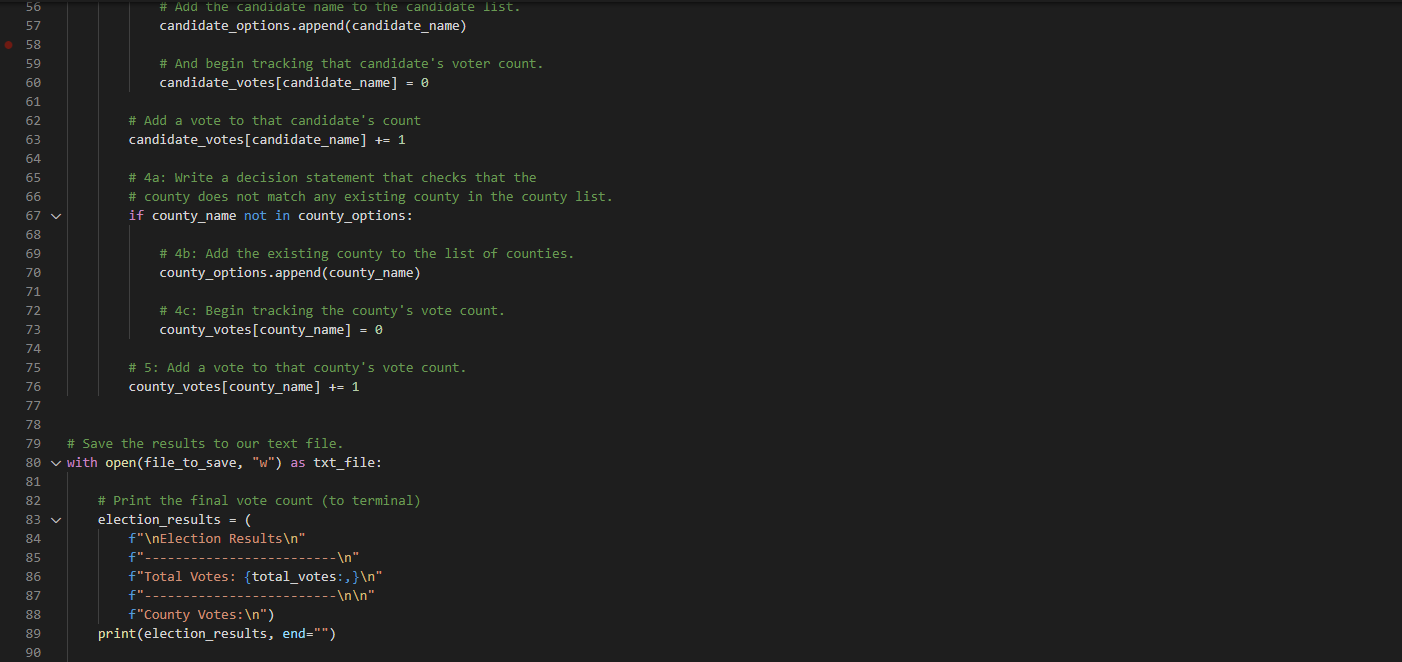 56 # Add the candidate name to the candidate list.
57 candidate_options.append(candidate_name)
58
59 # And begin tracking that candidate's voter count.
60 candidate_votes[candidate_name] = 0
61
62 # Add a vote to that candidate's count
63 candidate_votes[candidate_name] += 1
64
65 # 4a: Write a decision statement that checks that the
66 # county does not match any existing county in the county list.
67 if county_name not in county_options:
68
69 # 4b: Add the existing county to the list of counties.
70 county_options.append(county_name)
71
72 # 4c: Begin tracking the county's vote count.
73 county_votes[county_name] = 0
74
75 # 5: Add a vote to that county's vote count.
76 county_votes[county_name] += 1
77
78
79 # Save the results to our text file.
80 with open(file_to_save, "w") as txt_file:
81
82 # Print the final vote count (to terminal)
83 election_results = (
84 f"\nElection Results\n"
85 f"-------------------------\n"
86 f"Total Votes: {total_votes:,}\n"
87 f"-------------------------\n\n"
88 f"County Votes:\n")
89 print(election_results, end="")
90